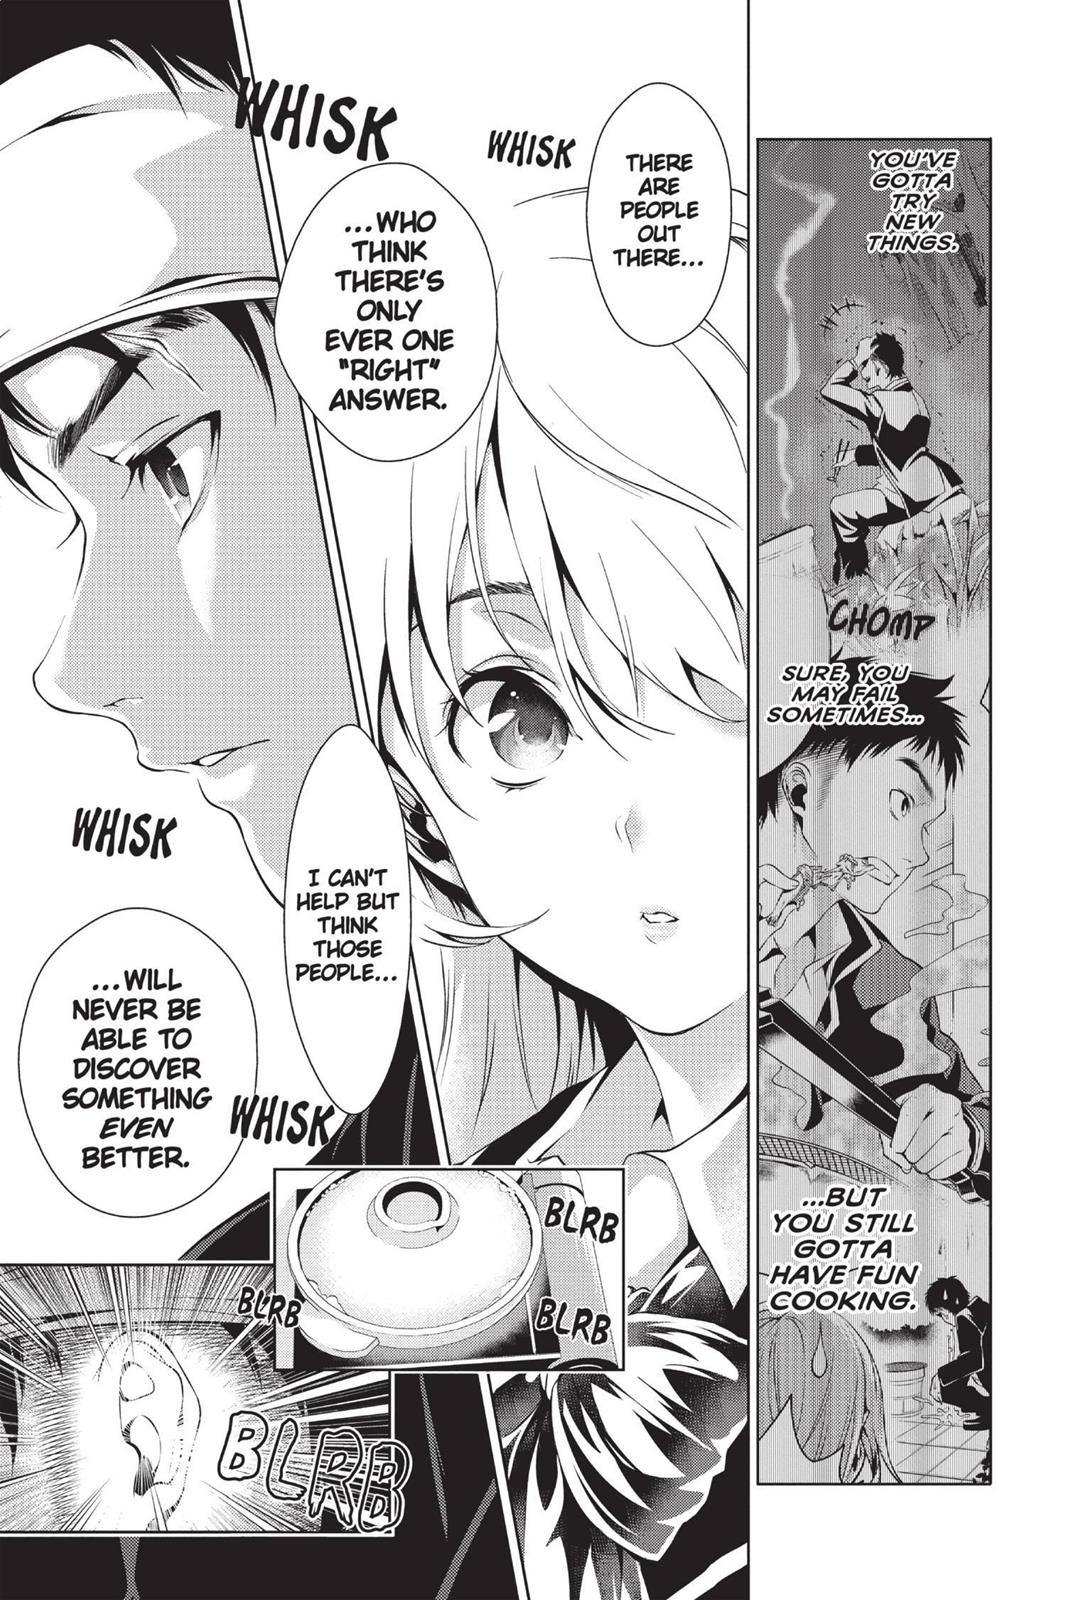 YOU'VE
GOTTA
TRY
NEW
THINGS.
CHOMP
SURE, YOU
MAY FAIL
SOMETIMES...
...BUT
YOU STILL
GOTTA
HAVE FUN
COOKING.
THERE
ARE
PEOPLE
OUT
THERE...
WHISK
WHISK
...WHO
THINK
THERE'S
ONLY
EVER ONE
"RIGHT"
ANSWER.
I CAN'T
HELP BUT
THINK
THOSE
PEOPLE...
WHISK
...WILL
NEVER BE
ABLE TO
DISCOVER
SOMETHING
EVEN
BETTER.
WHISK
BLRB
BLRB
BLRB
BLRB